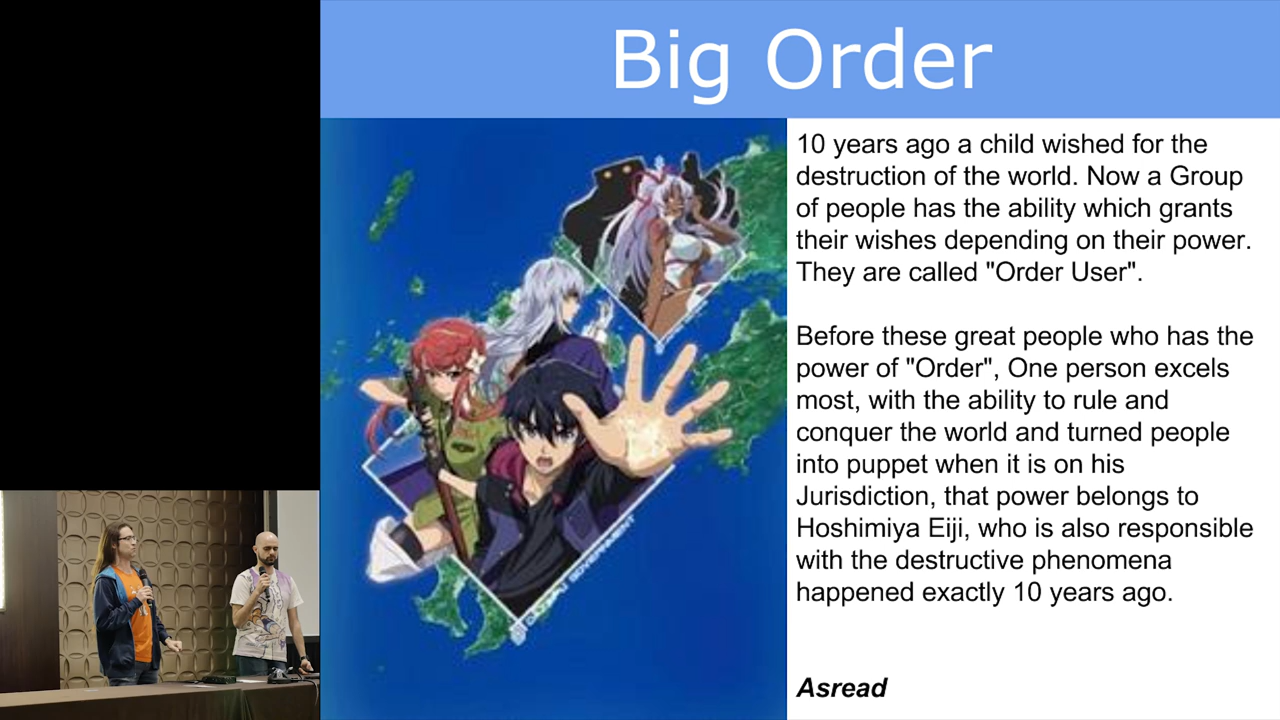 Big Order
10 years ago a child wished for the
destruction of the world. Now a Group
of people has the ability which grants
their wishes depending on their power.
They are called "Order User".
Before these great people who has the
power of "Order", One person excels
most, with the ability to rule and
conquer the world and turned people
into puppet when it is on his
Jurisdiction, that power belongs to
Hoshimiya Eiji, who is also responsible
with the destructive phenomena
happened exactly 10 years ago.
GOVERNMENT
Asread